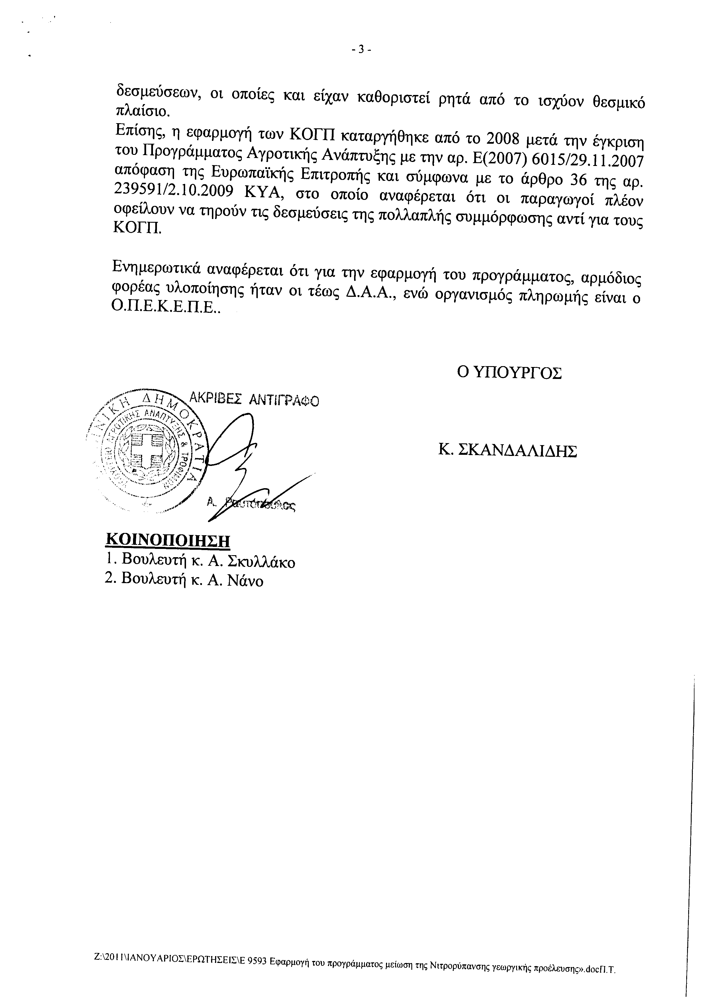 - 3 -
δεσμεύσεων, οι οποίες και είχαν καθοριστεί ρητά από το ισχύον θεσμικό
πλαίσιο.
Επίσης, η εφαρμογή των ΚΟΓΠ καταργήθηκε από το 2008 μετά την έγκριση
του Προγράμματος Αγροτικής Ανάπτυξης με την αρ. Ε(2007) 6015/29.11.2007
απόφαση της Ευρωπαϊκής Επιτροπής και σύμφωνα με το άρθρο 36 της αρ.
239591/2.10.2009 ΚΥΑ, στο οποίο αναφέρεται ότι οι παραγωγοί πλέον
οφείλουν να τηρούν τις δεσμεύσεις της πολλαπλής συμμόρφωσης αντί για τους
ΚΟΓΠ.
Ενημερωτικά αναφέρεται ότι για την εφαρμογή του προγράμματος, αρμόδιος
φορέας υλοποίησης ήταν οι τέως Δ.Α.Α., ενώ οργανισμός πληρωμής είναι ο
Ο.Π.Ε.Κ.Ε.Π.Ε..
Ο ΥΠΟΥΡΓΟΣ
ΑΚΡΙΒΕΣ ΑΝΤΙΓΡΑΦΟ
ΔΗΜΟΚΡΑΤΙΑ
ΑΓΡΟΤΙΚΗΣ ΑΝΑΠΤΥΞΗΣ & ΤΡΟΦΙΜΩΝ
Κ. ΣΚΑΝΔΑΛΙΔΗΣ
Α.
ΚΟΙΝΟΠΟΙΗΣΗ
1. Βουλευτή κ. Α. Σκυλλάκο
2. Βουλευτή κ. Α. Νάνο
Z:\2011\ΙΑΝΟΥΑΡΙΟΣ\ΕΡΩΤΗΣΕΙΣ\Ε 9593 Εφαρμογή του προγράμματος μείωση της Νιτρορύπανσης γεωργικής προέλευσης».docΠ.Τ.